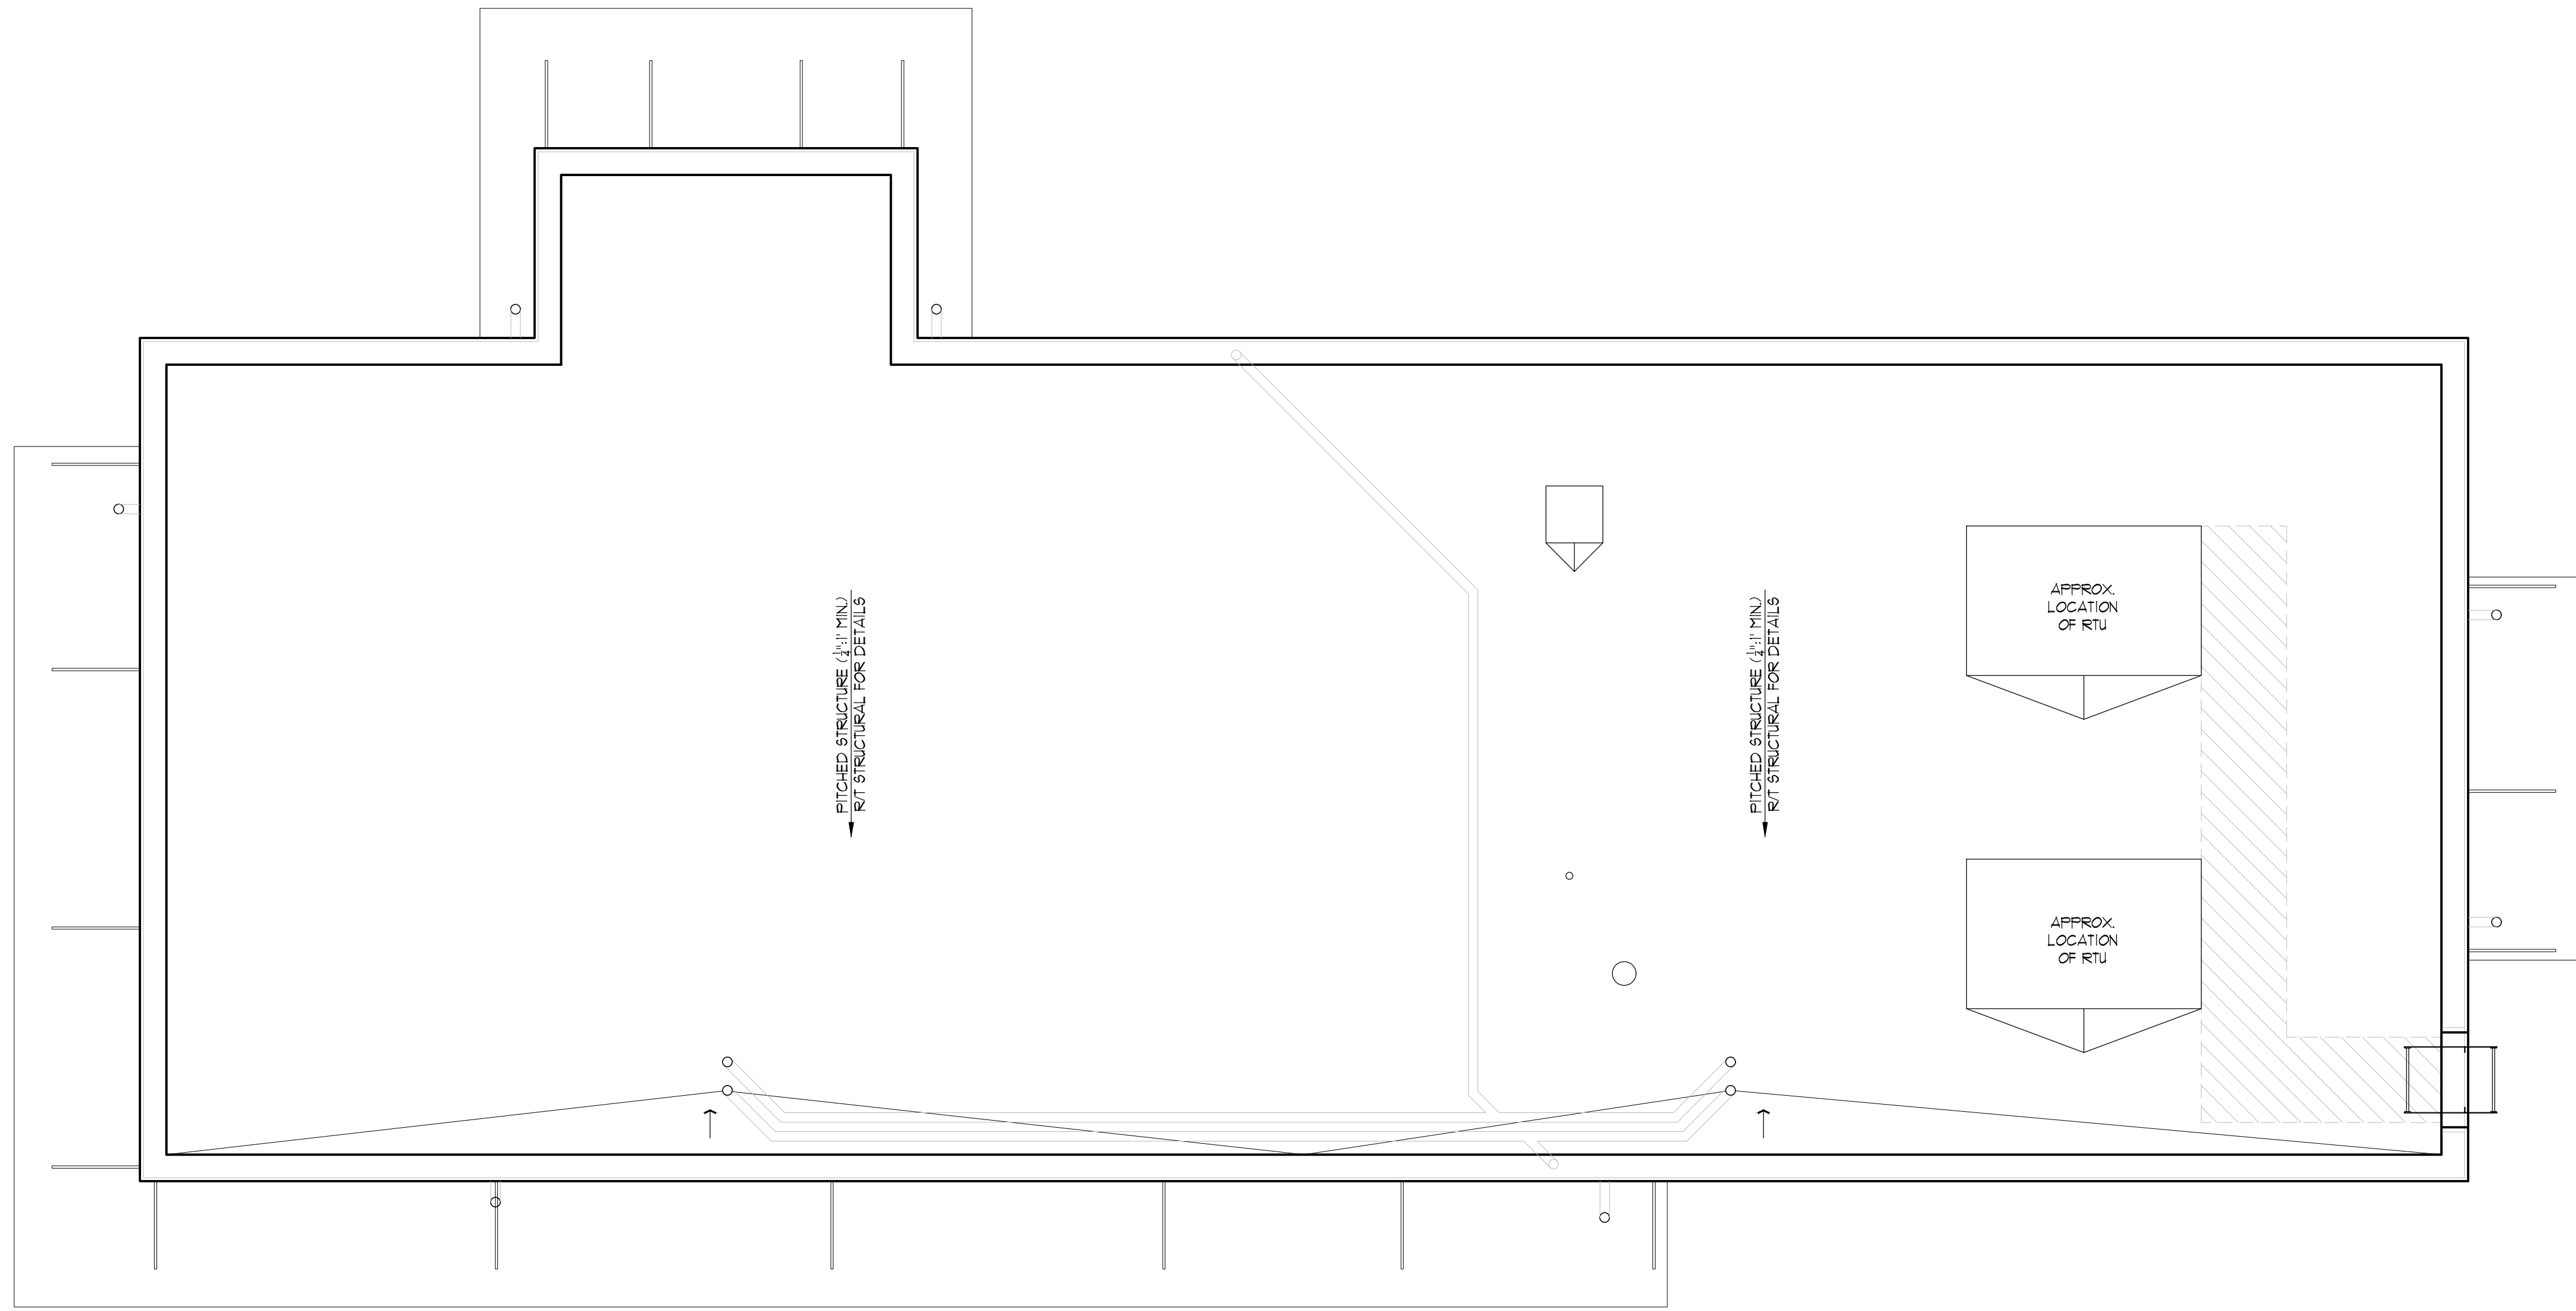 PITCHED STRUCTURE (1/4":1' MIN.)
R/T STRUCTURAL FOR DETAILS
PITCHED STRUCTURE (1/4":1' MIN.)
R/T STRUCTURAL FOR DETAILS
APPROX.
LOCATION
OF RTU
APPROX.
LOCATION
OF RTU